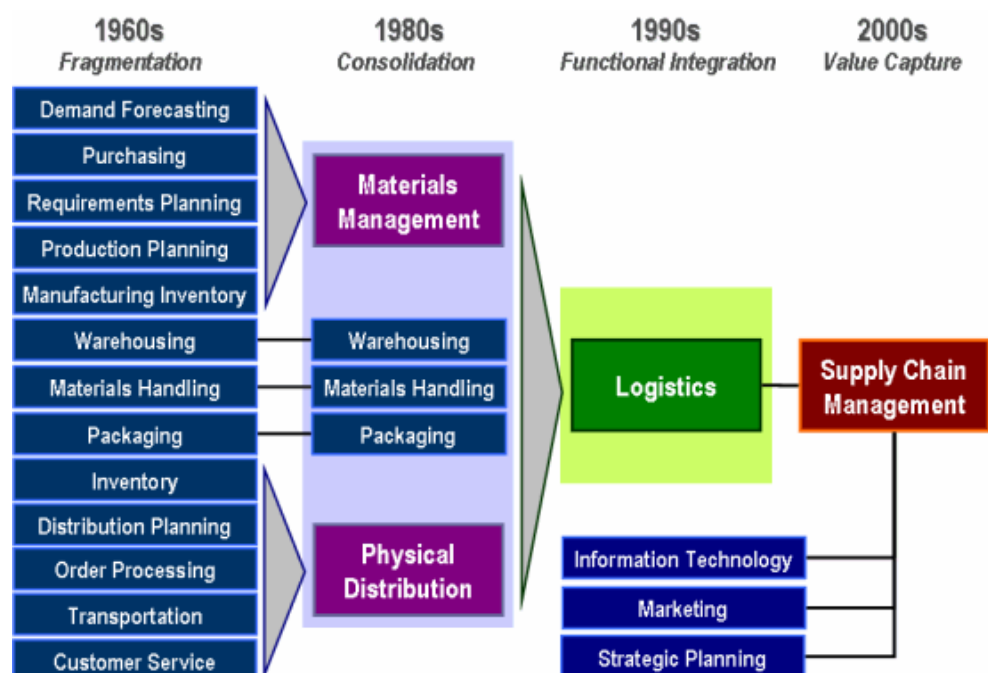 1960s
Fragmentation
1980s
Consolidation
1990s
Functional Integration
2000s
Value Capture
Demand Forecasting
Purchasing
Requirements Planning
Production Planning
Manufacturing Inventory
Warehousing
Materials Handling
Packaging
Inventory
Distribution Planning
Order Processing
Transportation
Customer Service
Materials
Management
Warehousing
Materials Handling
Packaging
Physical
Distribution
Logistics
Information Technology
Marketing
Strategic Planning
Supply Chain
Management